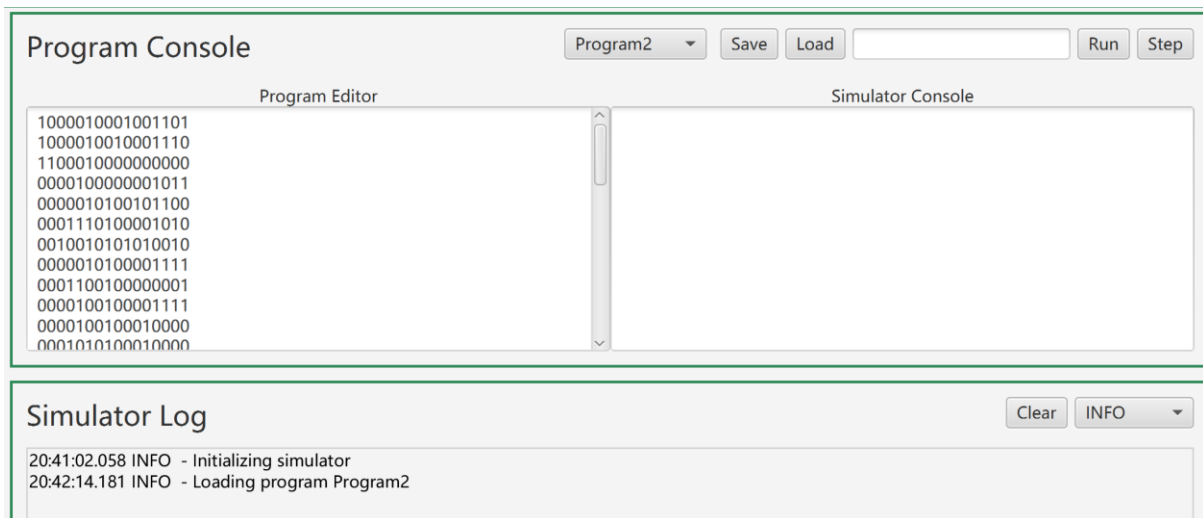 Program Console
Program2 Save Load Run Step
Program Editor
Simulator Console
1000010001001101
1000010010001110
1100010000000000
0000100000001011
0000010100101100
0001110100001010
0010010101010010
0000010100001111
0001100100000001
0000100100001111
0000100100010000
0001010100010000
Simulator Log
Clear INFO
20:41:02.058 INFO - Initializing simulator
20:42:14.181 INFO - Loading program Program2